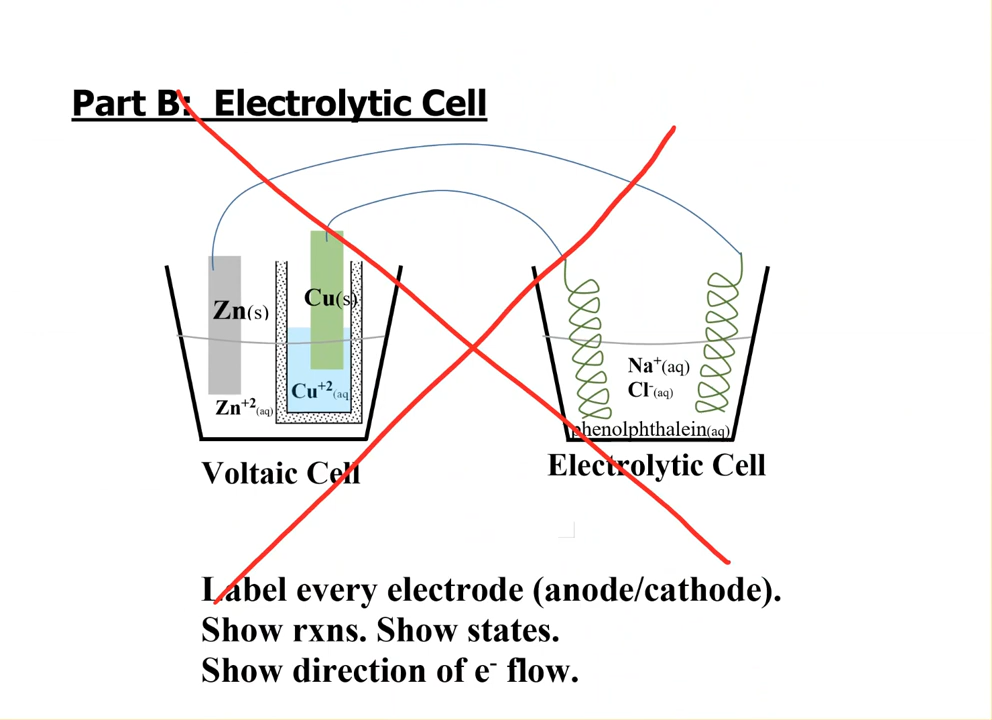 Part B:  Electrolytic Cell
Zn(s)
Cu(s)
Zn+2(aq)
Cu+2(aq
Na+(aq)
Cl-(aq)
phenolphthalein(aq)
Voltaic Cell
Electrolytic Cell
Label every electrode (anode/cathode).
Show rxns. Show states.
Show direction of e- flow.